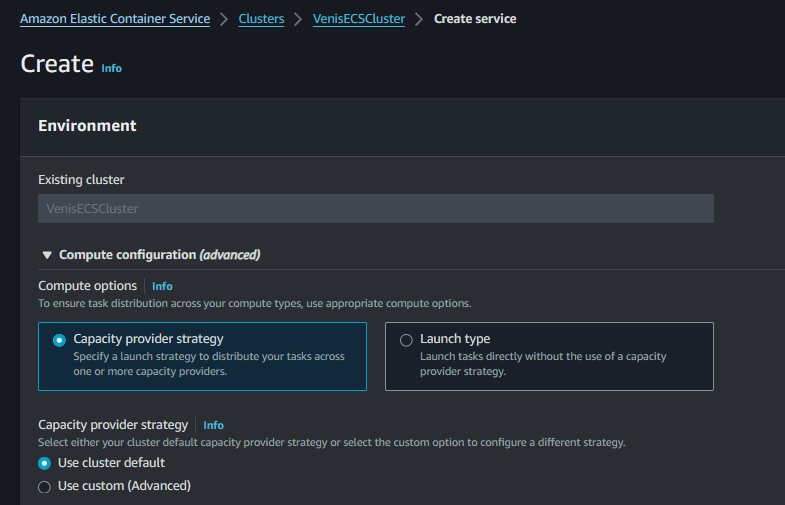 Amazon Elastic Container Service > Clusters > VenisECSCluster > Create service
Create Info
Environment
Existing cluster
VenisECSCluster
▼ Compute configuration (advanced)
Compute options | Info
To ensure task distribution across your compute types, use appropriate compute options.
Capacity provider strategy
Specify a launch strategy to distribute your tasks across
one or more capacity providers.
Launch type
Launch tasks directly without the use of a capacity
provider strategy.
Capacity provider strategy | Info
Select either your cluster default capacity provider strategy or select the custom option to configure a different strategy.
Use cluster default
Use custom (Advanced)